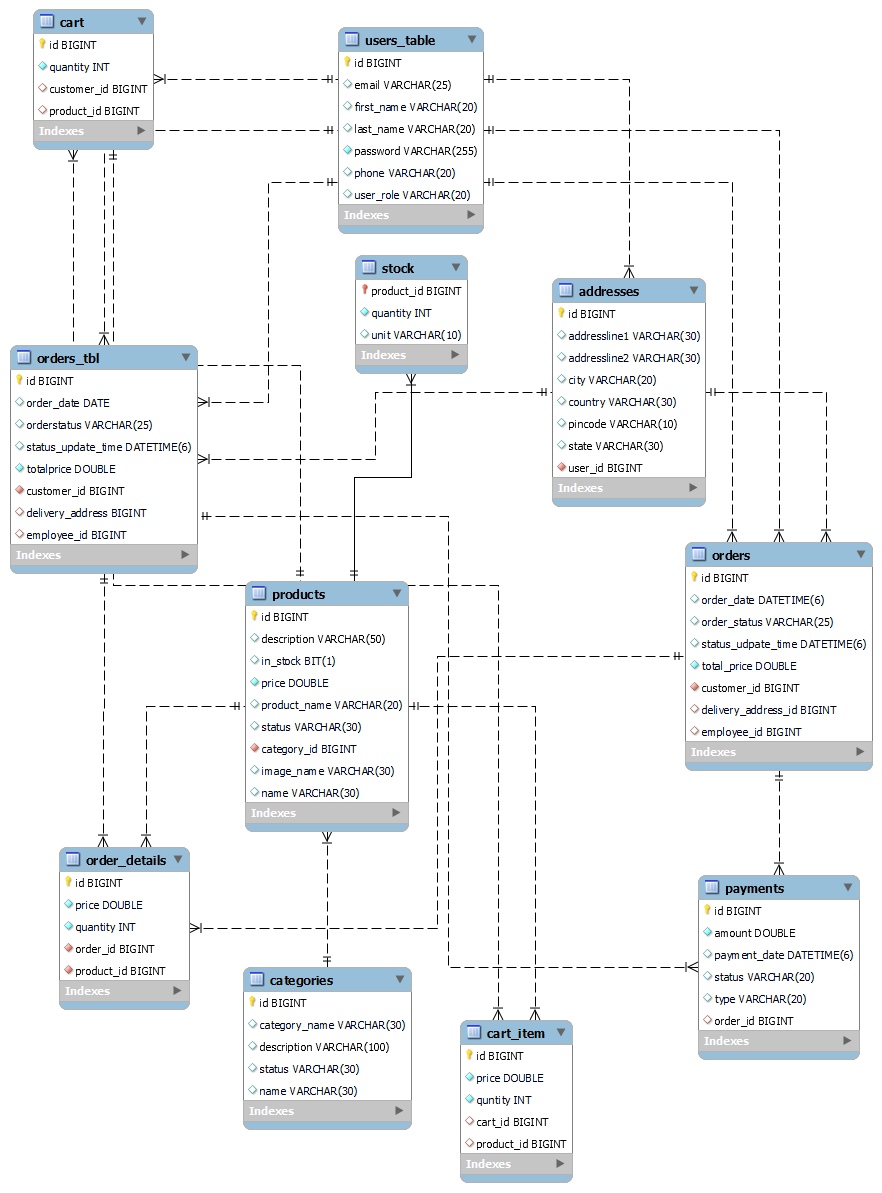 cart
id BIGINT
quantity INT
customer_id BIGINT
product_id BIGINT
Indexes
users_table
id BIGINT
email VARCHAR(25)
first_name VARCHAR(20)
last_name VARCHAR(20)
password VARCHAR(255)
phone VARCHAR(20)
user_role VARCHAR(20)
Indexes
stock
product_id BIGINT
quantity INT
unit VARCHAR(10)
Indexes
addresses
id BIGINT
addressline1 VARCHAR(30)
addressline2 VARCHAR(30)
city VARCHAR(20)
country VARCHAR(30)
pincode VARCHAR(10)
state VARCHAR(30)
user_id BIGINT
Indexes
orders_tbl
id BIGINT
order_date DATE
orderstatus VARCHAR(25)
status_update_time DATETIME(6)
totalprice DOUBLE
customer_id BIGINT
delivery_address BIGINT
employee_id BIGINT
Indexes
products
id BIGINT
description VARCHAR(50)
in_stock BIT(1)
price DOUBLE
product_name VARCHAR(20)
status VARCHAR(30)
category_id BIGINT
image_name VARCHAR(30)
name VARCHAR(30)
Indexes
orders
id BIGINT
order_date DATETIME(6)
order_status VARCHAR(25)
status_udpate_time DATETIME(6)
total_price DOUBLE
customer_id BIGINT
delivery_address_id BIGINT
employee_id BIGINT
Indexes
order_details
id BIGINT
price DOUBLE
quantity INT
order_id BIGINT
product_id BIGINT
Indexes
categories
id BIGINT
category_name VARCHAR(30)
description VARCHAR(100)
status VARCHAR(30)
name VARCHAR(30)
Indexes
payments
id BIGINT
amount DOUBLE
payment_date DATETIME(6)
status VARCHAR(20)
type VARCHAR(20)
order_id BIGINT
Indexes
cart_item
id BIGINT
price DOUBLE
quntity INT
cart_id BIGINT
product_id BIGINT
Indexes